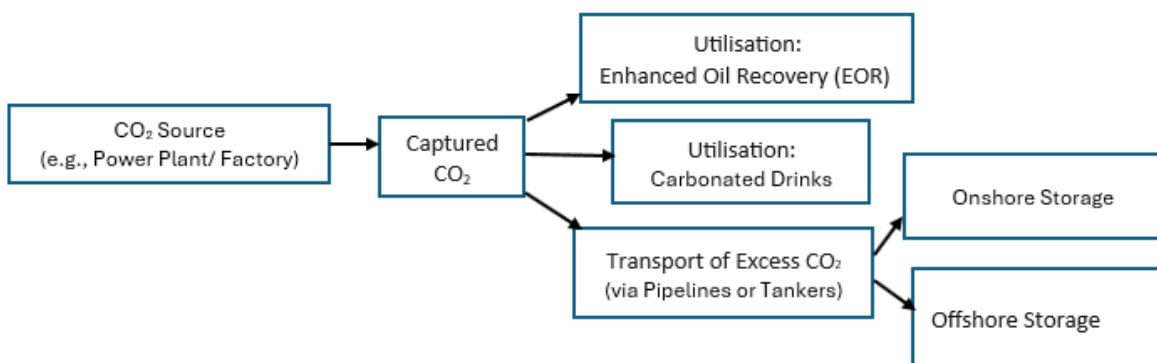 CO₂ Source
(e.g., Power Plant/ Factory)
Captured
CO₂
Utilisation:
Enhanced Oil Recovery (EOR)
Utilisation:
Carbonated Drinks
Transport of Excess CO₂
(via Pipelines or Tankers)
Onshore Storage
Offshore Storage